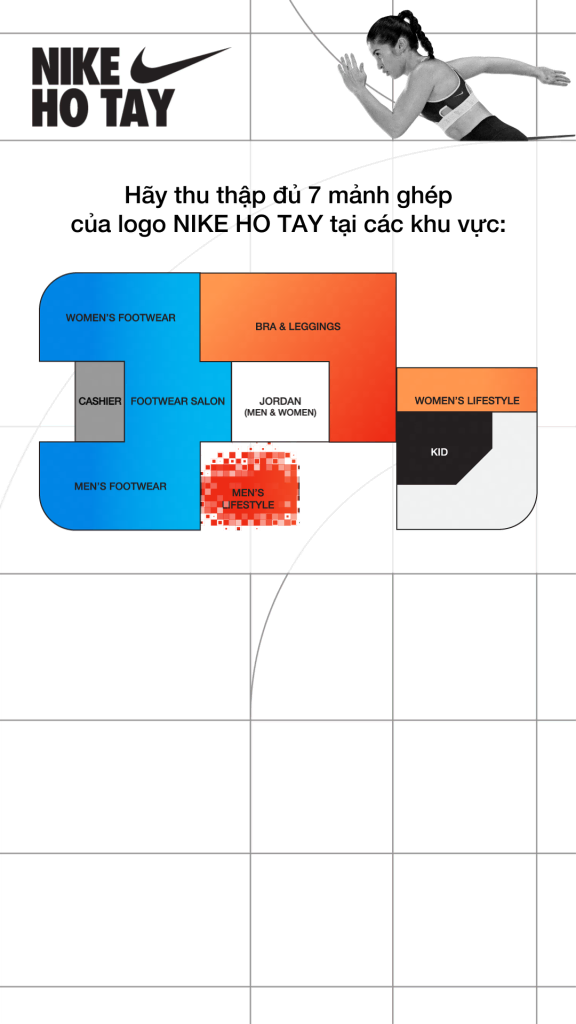 NIKE
HO TAY
Hãy thu thập đủ 7 mảnh ghép
của logo NIKE HO TAY tại các khu vực:
WOMEN'S FOOTWEAR
BRA & LEGGINGS
CASHIER
FOOTWEAR SALON
JORDAN
(MEN & WOMEN)
WOMEN'S LIFESTYLE
KID
MEN'S FOOTWEAR
MEN'S
LIFESTYLE